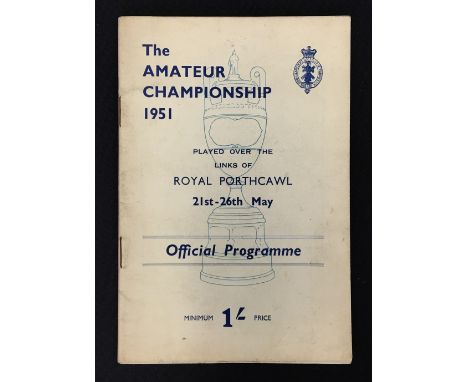 The
AMATEUR
CHAMPIONSHIP
1951
PLAYED OVER THE
LINKS OF
ROYAL PORTHCAWL
21st-26th May
Official Programme
MINIMUM 1/- PRICE